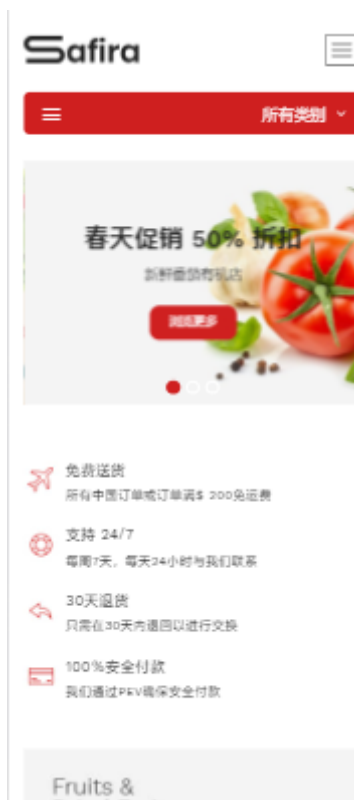 Safira
所有类别
春天促销 50% 折扣
新鲜番茄有机店
浏览更多
免费送货
所有中国订单或订单满$ 200免运费
支持 24/7
每周7天，每天24小时与我们联系
30天退货
只需在30天内退回以进行交换
100%安全付款
我们通过PEV确保安全付款
Fruits &